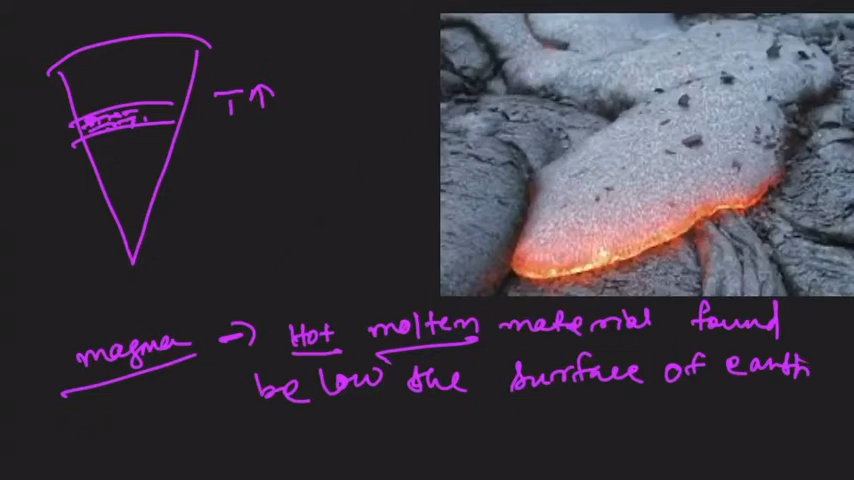 T↑
magma → Hot molten material found
below the surface of earth